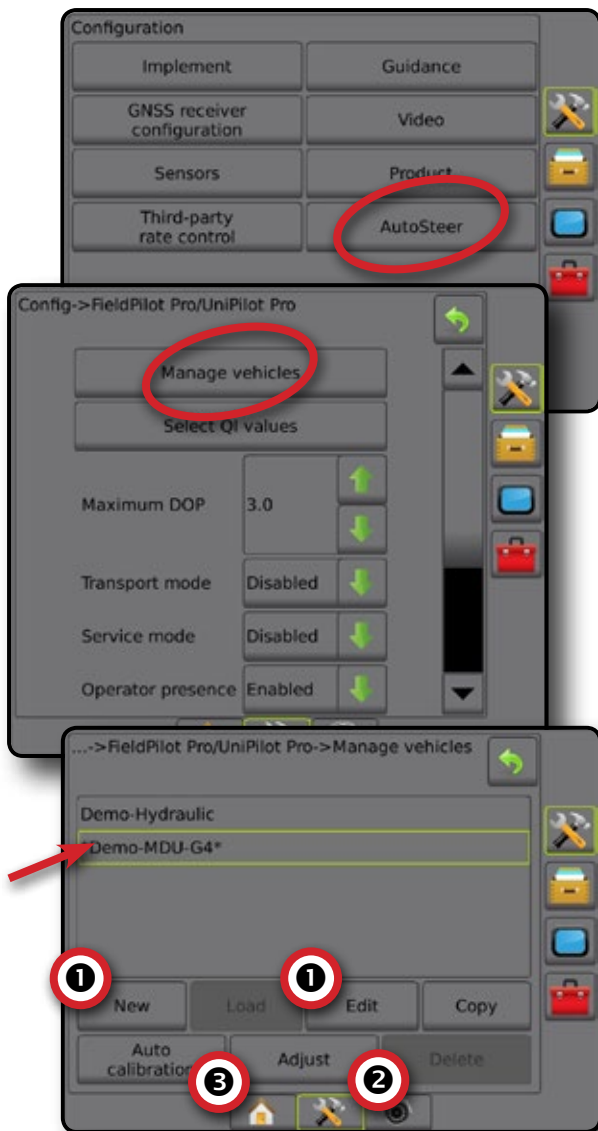 Configuration
Implement
Guidance
GNSS receiver
configuration
Video
Sensors
Product
Third-party
rate control
AutoSteer
Config->FieldPilot Pro/UniPilot Pro
Manage vehicles
Select QI values
Maximum DOP 3.0
Transport mode Disabled
Service mode Disabled
Operator presence Enabled
...->FieldPilot Pro/UniPilot Pro->Manage vehicles
Demo-Hydraulic
*Demo-MDU-G4*
1 1
New Load Edit Copy
Auto
calibration
Adjust Delete
3 2